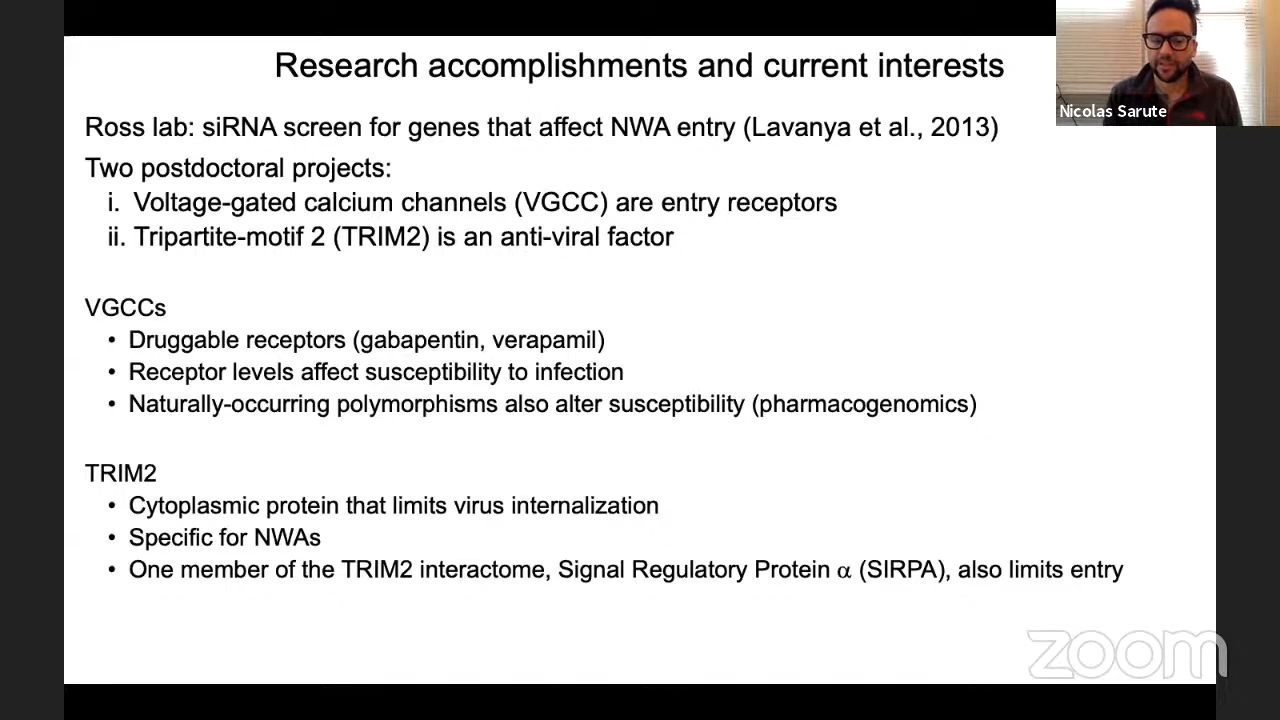 Research accomplishments and current interests
Nicolas Sarute
Ross lab: siRNA screen for genes that affect NWA entry (Lavanya et al., 2013)
Two postdoctoral projects:
i. Voltage-gated calcium channels (VGCC) are entry receptors
ii. Tripartite-motif 2 (TRIM2) is an anti-viral factor
VGCCs
• Druggable receptors (gabapentin, verapamil)
• Receptor levels affect susceptibility to infection
• Naturally-occurring polymorphisms also alter susceptibility (pharmacogenomics)
TRIM2
• Cytoplasmic protein that limits virus internalization
• Specific for NWAs
• One member of the TRIM2 interactome, Signal Regulatory Protein α (SIRPA), also limits entry
zoom